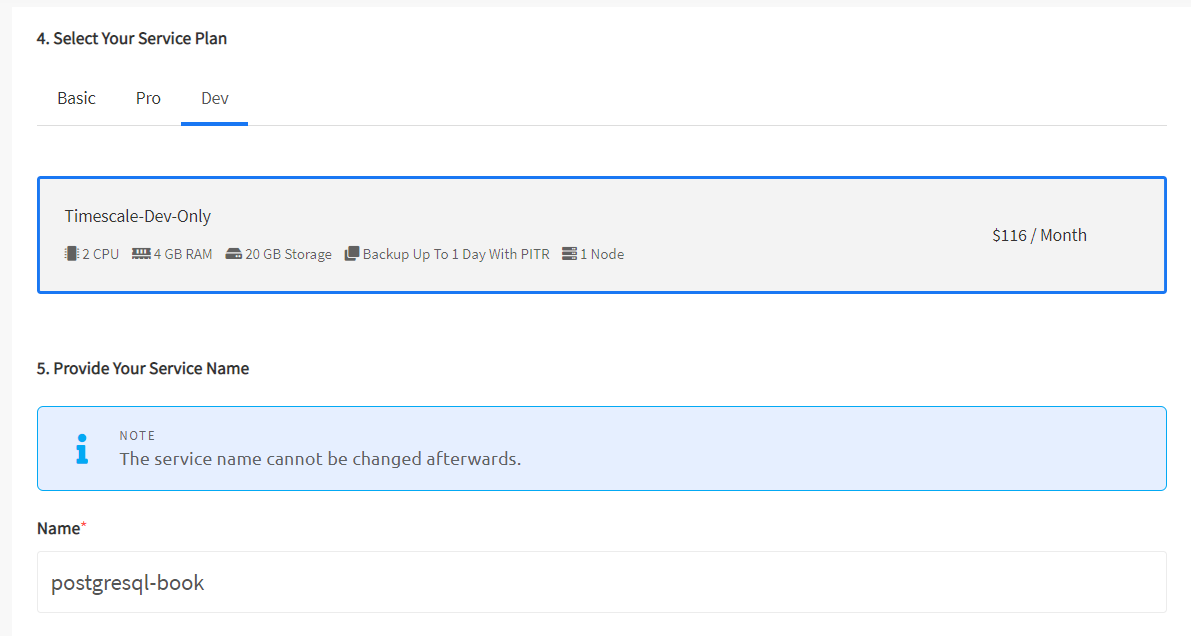 4. Select Your Service Plan
Basic Pro Dev
Timescale-Dev-Only
$116 / Month
2 CPU 4 GB RAM 20 GB Storage Backup Up To 1 Day With PITR 1 Node
5. Provide Your Service Name
NOTE
The service name cannot be changed afterwards.
Name*
postgresql-book